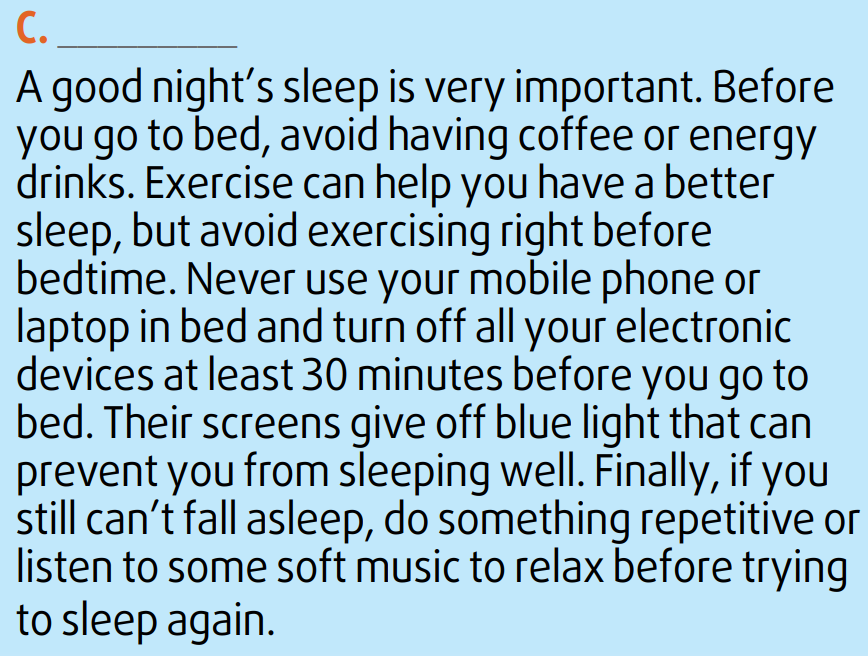 C. _________
A good night's sleep is very important. Before
you go to bed, avoid having coffee or energy
drinks. Exercise can help you have a better
sleep, but avoid exercising right before
bedtime. Never use your mobile phone or
laptop in bed and turn off all your electronic
devices at least 30 minutes before you go to
bed. Their screens give off blue light that can
prevent you from sleeping well. Finally, if you
still can't fall asleep, do something repetitive or
listen to some soft music to relax before trying
to sleep again.